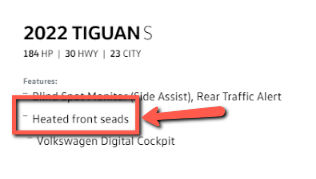 2022 TIGUAN S
184 HP | 30 HWY | 23 CITY
Features:
Blind Spot Monitor (Side Assist), Rear Traffic Alert
Heated front seads
Volkswagen Digital Cockpit